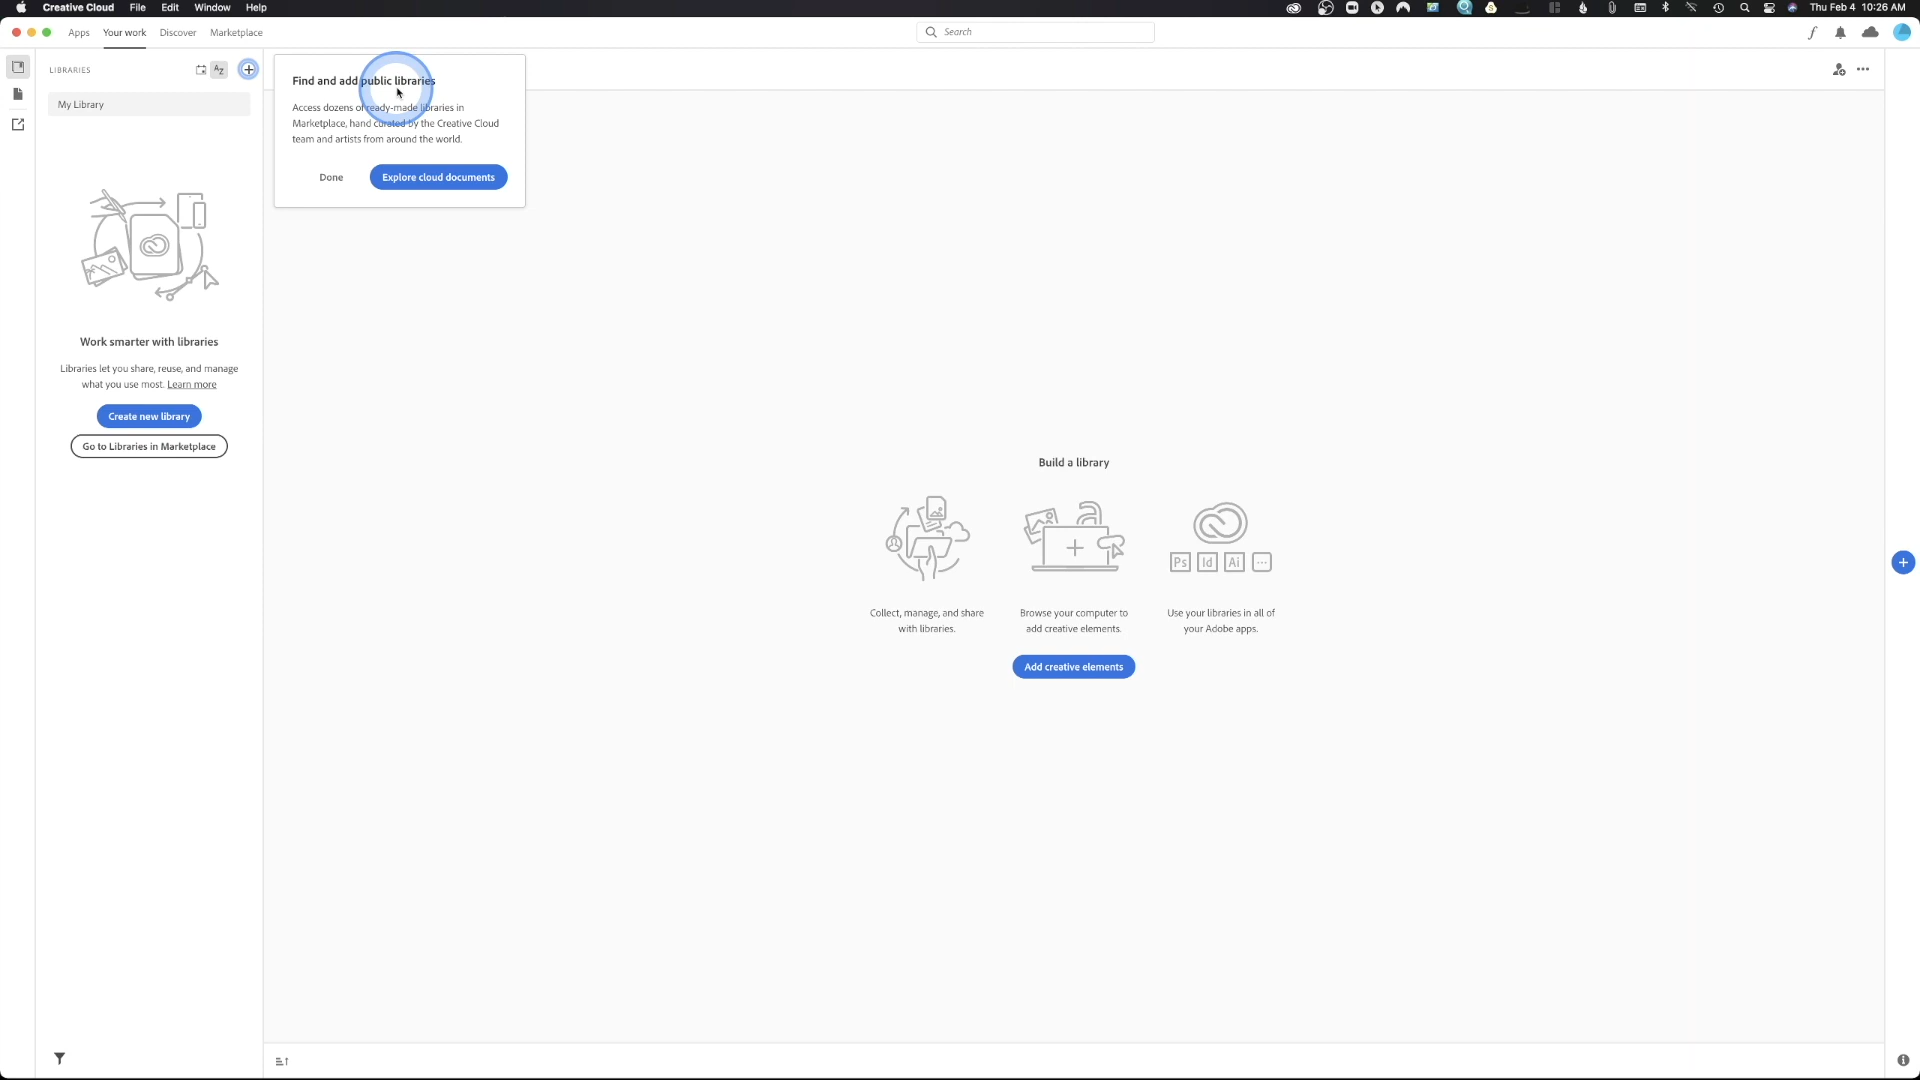 Creative Cloud File Edit Window Help
Thu Feb 4 10:26 AM
Apps Your work Discover Marketplace
Search
LIBRARIES
My Library
Find and add public libraries
Access dozens of ready-made libraries in
Marketplace, hand curated by the Creative Cloud
team and artists from around the world.
Done
Explore cloud documents
Work smarter with libraries
Libraries let you share, reuse, and manage
what you use most. Learn more
Create new library
Go to Libraries in Marketplace
Build a library
Ps Id Ai
Collect, manage, and share
with libraries.
Browse your computer to
add creative elements.
Use your libraries in all of
your Adobe apps.
Add creative elements